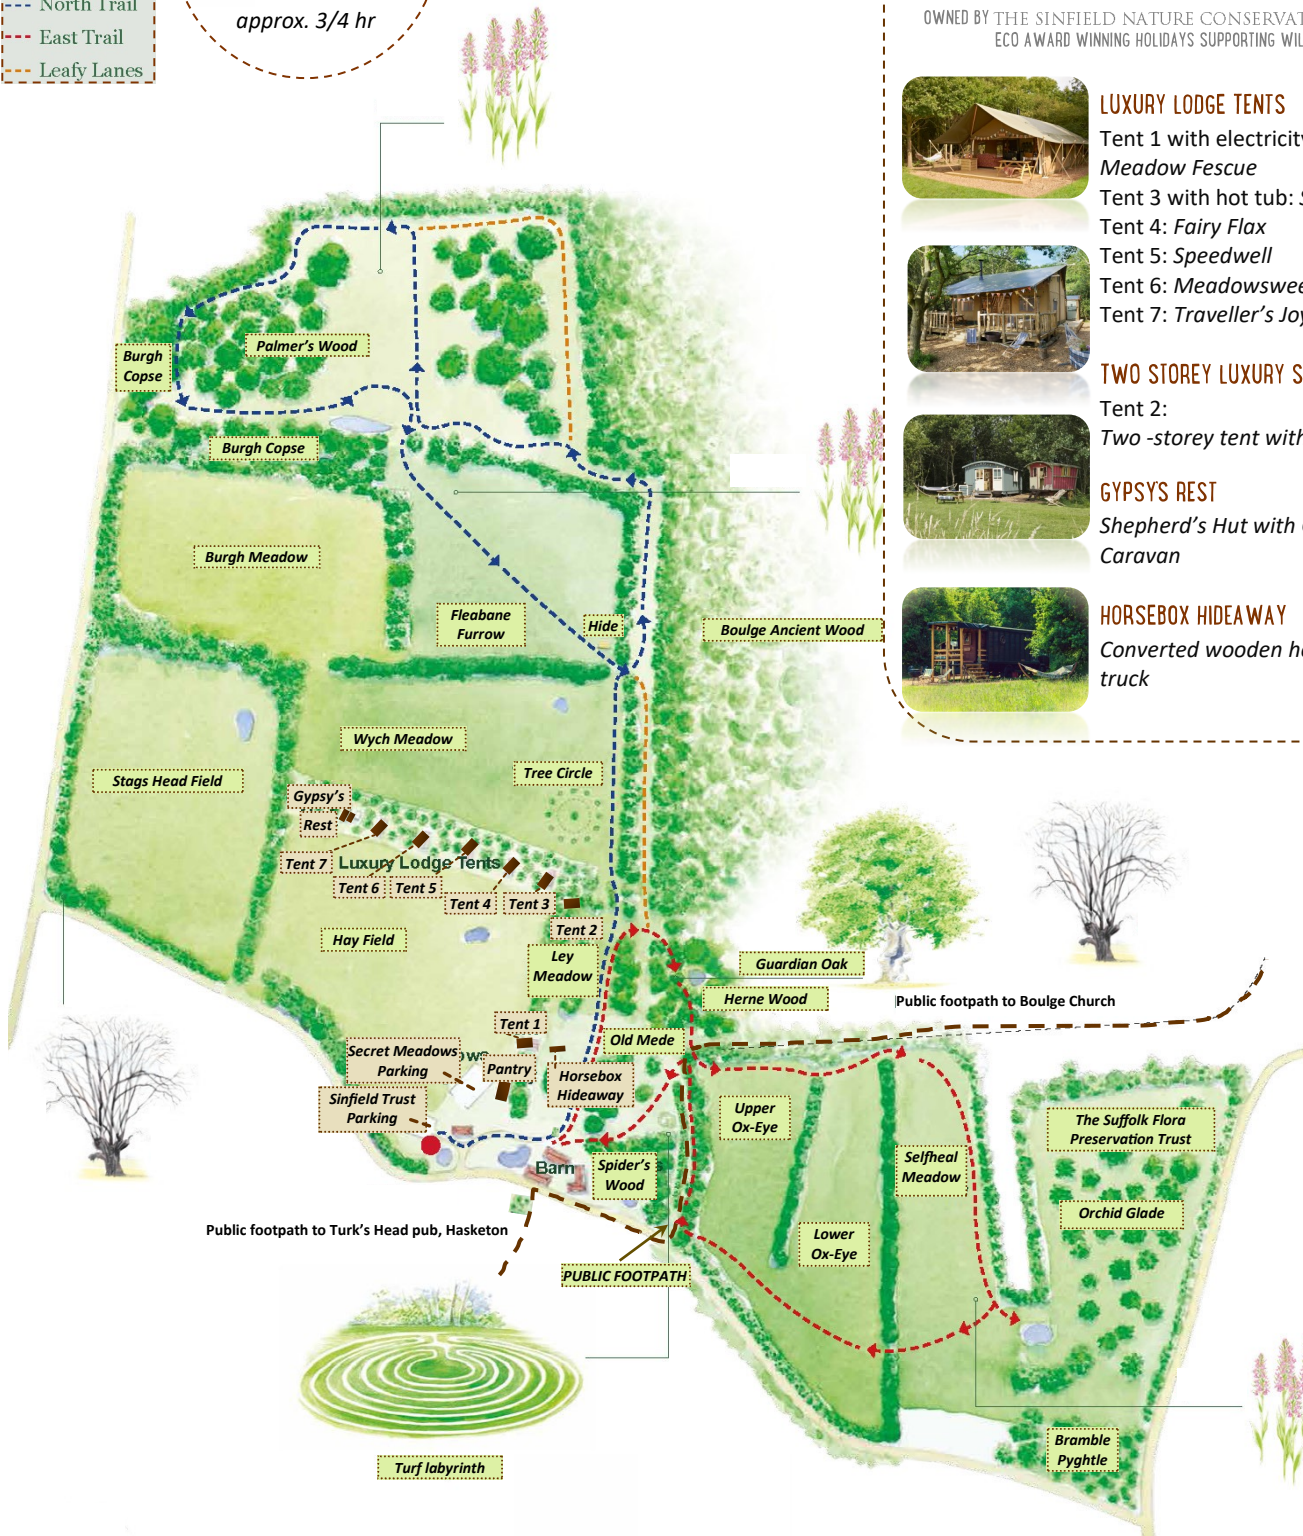 North Trail
East Trail
Leafy Lanes
approx. 3/4 hr
OWNED BY THE SINFIELD NATURE CONSERVAT
ECO AWARD WINNING HOLIDAYS SUPPORTING WIL
LUXURY LODGE TENTS
Tent 1 with electricity
Meadow Fescue
Tent 3 with hot tub:
Tent 4: Fairy Flax
Tent 5: Speedwell
Tent 6: Meadowswee
Tent 7: Traveller's Joy
TWO STOREY LUXURY S
Tent 2:
Two -storey tent with
GYPSY'S REST
Shepherd's Hut with
Caravan
HORSEBOX HIDEAWAY
Converted wooden ho
truck
Burgh
Copse
Palmer's Wood
Burgh Copse
Burgh Meadow
Fleabane
Furrow
Hide
Boulge Ancient Wood
Wych Meadow
Tree Circle
Stags Head Field
Gypsy's
Rest
Tent 7
Luxury Lodge Tents
Tent 6
Tent 5
Tent 4
Tent 3
Tent 2
Hay Field
Ley
Meadow
Guardian Oak
Herne Wood
Public footpath to Boulge Church
Tent 1
Old Mede
Secret Meadows
Parking
ows
Pantry
Horsebox
Hideaway
Sinfield Trust
Parking
Upper
Ox-Eye
The Suffolk Flora
Preservation Trust
Selfheal
Meadow
Barn
Spider's
Wood
Orchid Glade
Public footpath to Turk's Head pub, Hasketon
Lower
Ox-Eye
PUBLIC FOOTPATH
Bramble
Pyghtle
Turf labyrinth